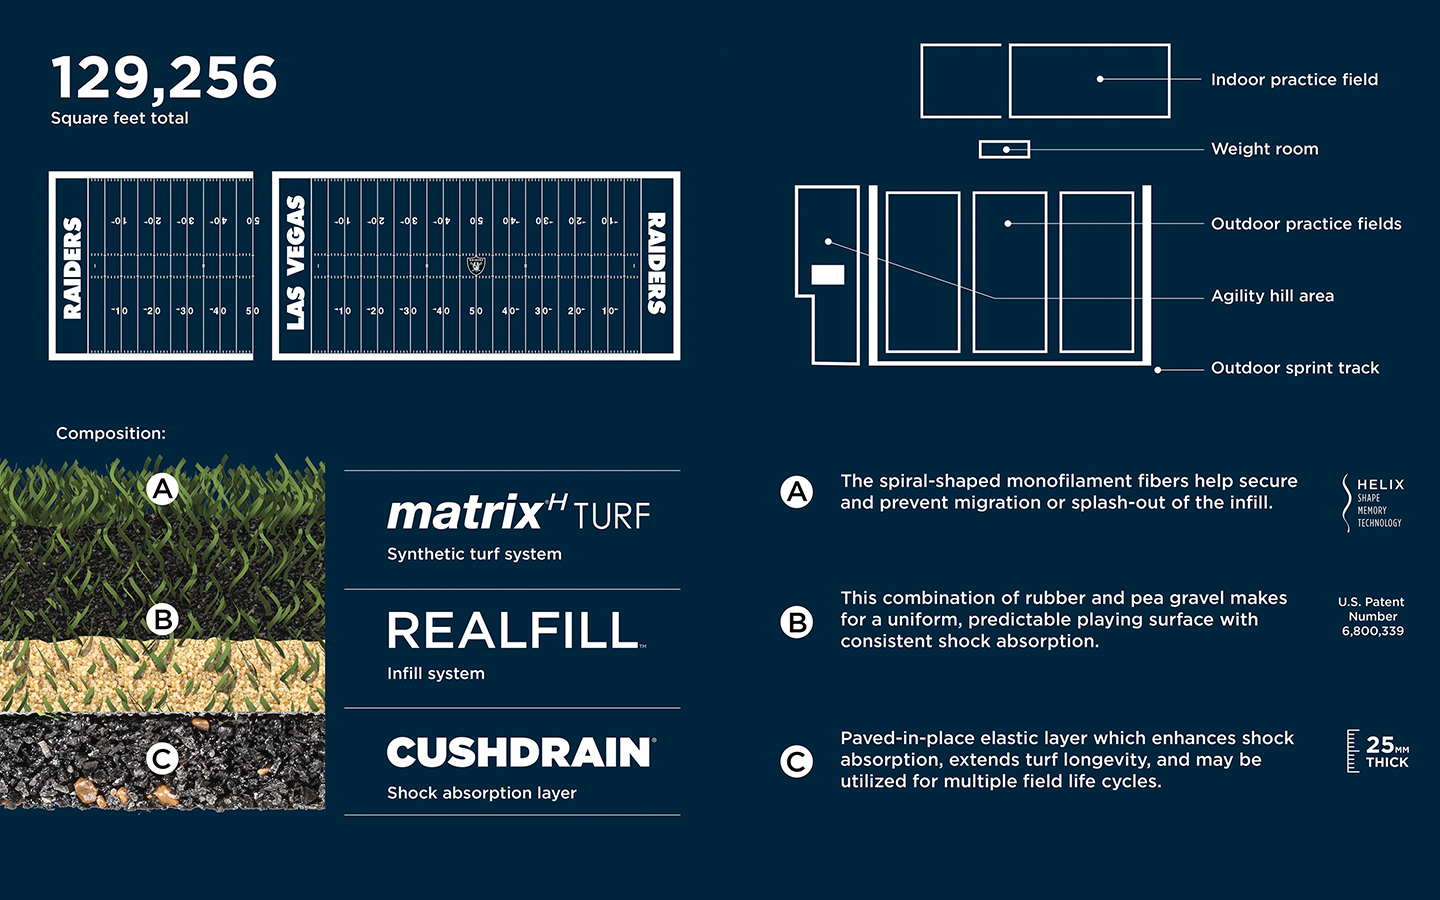 129,256
Square feet total
RAIDERS
10 20 30 40 50
10 20 30 40 50
LAS VEGAS
10 20 30 40 50 40 30 20 10
10 20 30 40 50 40 30 20 10
RAIDERS
Indoor practice field
Weight room
Outdoor practice fields
Agility hill area
Outdoor sprint track
Composition:
A
B
C
matrix H TURF
Synthetic turf system
REALFILL™
Infill system
CUSHDRAIN®
Shock absorption layer
A
The spiral-shaped monofilament fibers help secure
and prevent migration or splash-out of the infill.
HELIX
SHAPE
MEMORY
TECHNOLOGY
B
This combination of rubber and pea gravel makes
for a uniform, predictable playing surface with
consistent shock absorption.
U.S. Patent
Number
6,800,339
C
Paved-in-place elastic layer which enhances shock
absorption, extends turf longevity, and may be
utilized for multiple field life cycles.
25MM
THICK